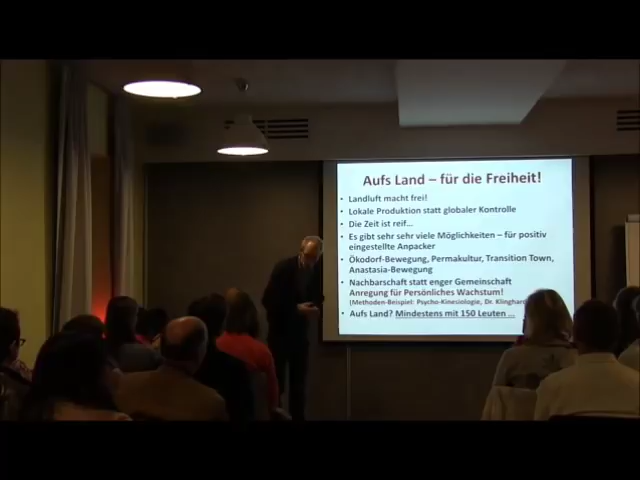 Aufs Land – für die Freiheit!
• Landluft macht frei!
• Lokale Produktion statt globaler Kontrolle
• Die Zeit ist reif...
• Es gibt sehr sehr viele Möglichkeiten – für positiv
eingestellte Anpacker
• Ökodorf-Bewegung, Permakultur, Transition Town,
Anastasia-Bewegung
• Nachbarschaft statt enger Gemeinschaft
Anregung für Persönliches Wachstum!
(Methoden-Beispiel: Psycho-Kinesiologie, Dr. Klinghar
• Aufs Land? Mindestens mit 150 Leuten ...